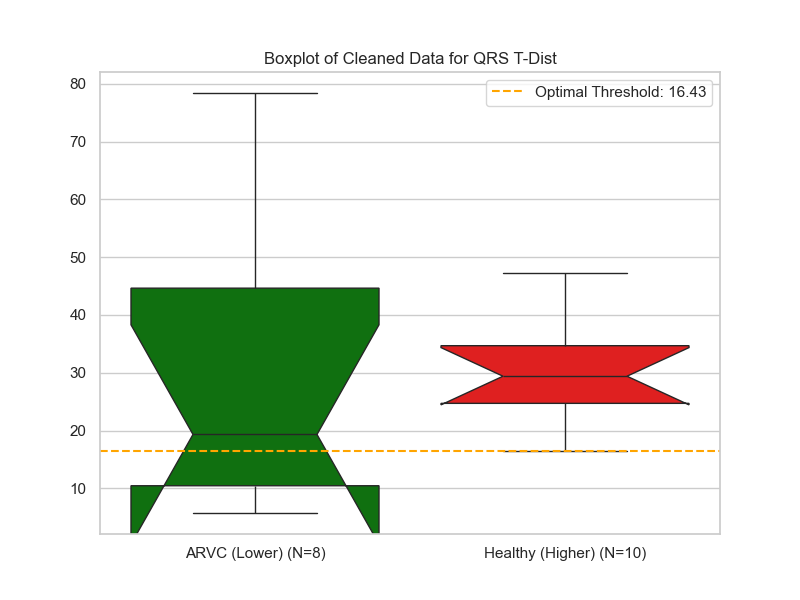 Boxplot of Cleaned Data for QRS T-Dist
Optimal Threshold: 16.43
80
70
60
50
40
30
20
10
ARVC (Lower) (N=8)
Healthy (Higher) (N=10)